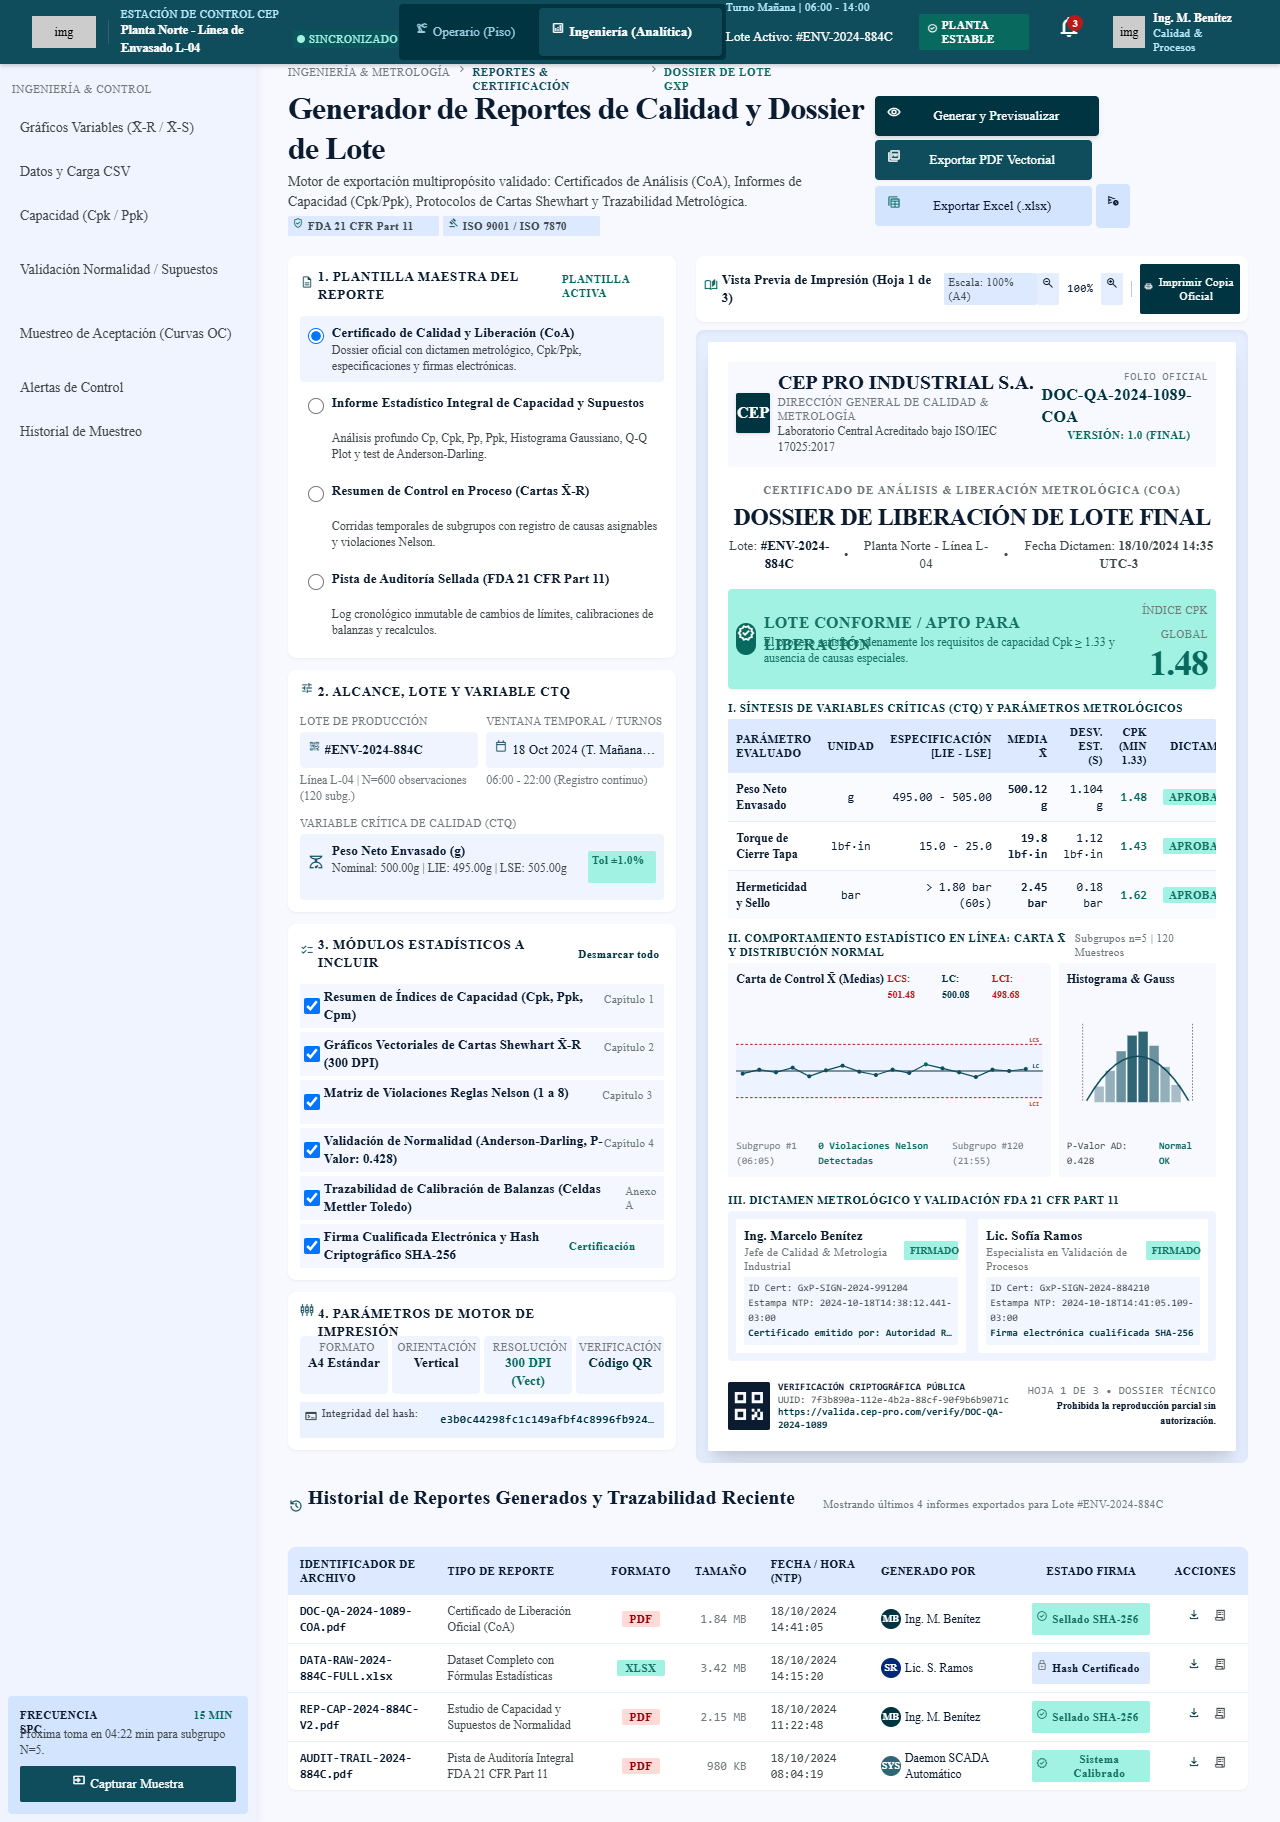 img
ESTACIÓN DE CONTROL CEP
Planta Norte - Línea de
Envasado L-04
SINCRONIZADO
Operario (Piso)
Ingeniería (Analítica)
Turno Mañana | 06:00 - 14:00
Lote Activo: #ENV-2024-884C
PLANTA
ESTABLE
3
img
Ing. M. Benítez
Calidad &
Procesos
INGENIERÍA & CONTROL
Gráficos Variables (X̄-R / X̄-S)
Datos y Carga CSV
Capacidad (Cpk / Ppk)
Validación Normalidad / Supuestos
Muestreo de Aceptación (Curvas OC)
Alertas de Control
Historial de Muestreo
FRECUENCIA
SPC
15 MIN
Próxima toma en 04:22 min para subgrupo
N=5.
Capturar Muestra
INGENIERÍA & METROLOGÍA
REPORTES &
CERTIFICACIÓN
DOSSIER DE LOTE
GXP
Generador de Reportes de Calidad y Dossier
de Lote
Motor de exportación multipropósito validado: Certificados de Análisis (CoA), Informes de
Capacidad (Cpk/Ppk), Protocolos de Cartas Shewhart y Trazabilidad Metrológica.
FDA 21 CFR Part 11
ISO 9001 / ISO 7870
Generar y Previsualizar
Exportar PDF Vectorial
Exportar Excel (.xlsx)
1. PLANTILLA MAESTRA DEL
REPORTE
PLANTILLA
ACTIVA
Certificado de Calidad y Liberación (CoA)
Dossier oficial con dictamen metrológico, Cpk/Ppk,
especificaciones y firmas electrónicas.
Informe Estadístico Integral de Capacidad y Supuestos
Análisis profundo Cp, Cpk, Pp, Ppk, Histograma Gaussiano, Q-Q
Plot y test de Anderson-Darling.
Resumen de Control en Proceso (Cartas X̄-R)
Corridas temporales de subgrupos con registro de causas asignables
y violaciones Nelson.
Pista de Auditoría Sellada (FDA 21 CFR Part 11)
Log cronológico inmutable de cambios de límites, calibraciones de
balanzas y recalculos.
2. ALCANCE, LOTE Y VARIABLE CTQ
LOTE DE PRODUCCIÓN
#ENV-2024-884C
Línea L-04 | N=600 observaciones
(120 subg.)
VENTANA TEMPORAL / TURNOS
18 Oct 2024 (T. Mañana...
06:00 - 22:00 (Registro continuo)
VARIABLE CRÍTICA DE CALIDAD (CTQ)
Peso Neto Envasado (g)
Nominal: 500.00g | LIE: 495.00g | LSE: 505.00g
Tol ±1.0%
3. MÓDULOS ESTADÍSTICOS A
INCLUIR
Desmarcar todo
Resumen de Índices de Capacidad (Cpk, Ppk,
Cpm)
Capítulo 1
Gráficos Vectoriales de Cartas Shewhart X̄-R
(300 DPI)
Capítulo 2
Matriz de Violaciones Reglas Nelson (1 a 8)
Capítulo 3
Validación de Normalidad (Anderson-Darling, P-
Valor: 0.428)
Capítulo 4
Trazabilidad de Calibración de Balanzas (Celdas
Mettler Toledo)
Anexo
A
Firma Cualificada Electrónica y Hash
Criptográfico SHA-256
Certificación
4. PARÁMETROS DE MOTOR DE
IMPRESIÓN
FORMATO
A4 Estándar
ORIENTACIÓN
Vertical
RESOLUCIÓN
300 DPI
(Vect)
VERIFICACIÓN
Código QR
Integridad del hash:
e3b0c44298fc1c149afbf4c8996fb924...
Vista Previa de Impresión (Hoja 1 de
3)
Escala: 100%
(A4)
100%
Imprimir Copia
Oficial
CEP
CEP PRO INDUSTRIAL S.A.
DIRECCIÓN GENERAL DE CALIDAD &
METROLOGÍA
Laboratorio Central Acreditado bajo ISO/IEC
17025:2017
FOLIO OFICIAL
DOC-QA-2024-1089-
COA
VERSIÓN: 1.0 (FINAL)
CERTIFICADO DE ANÁLISIS & LIBERACIÓN METROLÓGICA (COA)
DOSSIER DE LIBERACIÓN DE LOTE FINAL
Lote: #ENV-2024-
884C
•
Planta Norte - Línea L-
04
•
Fecha Dictamen: 18/10/2024 14:35
UTC-3
LOTE CONFORME / APTO PARA
LIBERACIÓN
El proceso satisface plenamente los requisitos de capacidad Cpk ≥ 1.33 y
ausencia de causas especiales.
ÍNDICE CPK
GLOBAL
1.48
I. SÍNTESIS DE VARIABLES CRÍTICAS (CTQ) Y PARÁMETROS METROLÓGICOS
PARÁMETRO
EVALUADO
UNIDAD
ESPECIFICACIÓN
[LIE - LSE]
MEDIA
X̄
DESV.
EST.
(S)
CPK
(MIN
1.33)
DICTAM
Peso Neto
Envasado
g
495.00 - 505.00
500.12
g
1.104
g
1.48
APROBA
Torque de
Cierre Tapa
lbf·in
15.0 - 25.0
19.8
lbf·in
1.12
lbf·in
1.43
APROBA
Hermeticidad
y Sello
bar
> 1.80 bar
(60s)
2.45
bar
0.18
bar
1.62
APROBA
II. COMPORTAMIENTO ESTADÍSTICO EN LÍNEA: CARTA X̄
Y DISTRIBUCIÓN NORMAL
Subgrupos n=5 | 120
Muestreos
Carta de Control X̄ (Medias)
LCS:
501.48
LC:
500.08
LCI:
498.68
LCS
LC
LCI
Subgrupo #1
(06:05)
0 Violaciones Nelson
Detectadas
Subgrupo #120
(21:55)
Histograma & Gauss
P-Valor AD:
0.428
Normal
OK
III. DICTAMEN METROLÓGICO Y VALIDACIÓN FDA 21 CFR PART 11
Ing. Marcelo Benítez
Jefe de Calidad & Metrología
Industrial
FIRMADO
ID Cert: GxP-SIGN-2024-991204
Estampa NTP: 2024-10-18T14:38:12.441-
03:00
Certificado emitido por: Autoridad R...
Lic. Sofía Ramos
Especialista en Validación de
Procesos
FIRMADO
ID Cert: GxP-SIGN-2024-884210
Estampa NTP: 2024-10-18T14:41:05.109-
03:00
Firma electrónica cualificada SHA-256
VERIFICACIÓN CRIPTOGRÁFICA PÚBLICA
UUID: 7f3b890a-112e-4b2a-88cf-90f9b6b9071c
https://valida.cep-pro.com/verify/DOC-QA-
2024-1089
HOJA 1 DE 3 • DOSSIER TÉCNICO
Prohibida la reproducción parcial sin
autorización.
Historial de Reportes Generados y Trazabilidad Reciente
Mostrando últimos 4 informes exportados para Lote #ENV-2024-884C
IDENTIFICADOR DE
ARCHIVO
TIPO DE REPORTE
FORMATO
TAMAÑO
FECHA / HORA
(NTP)
GENERADO POR
ESTADO FIRMA
ACCIONES
DOC-QA-2024-1089-
COA.pdf
Certificado de Liberación
Oficial (CoA)
PDF
1.84 MB
18/10/2024
14:41:05
MB
Ing. M. Benítez
Sellado SHA-256
DATA-RAW-2024-
884C-FULL.xlsx
Dataset Completo con
Fórmulas Estadísticas
XLSX
3.42 MB
18/10/2024
14:15:20
SR
Lic. S. Ramos
Hash Certificado
REP-CAP-2024-884C-
V2.pdf
Estudio de Capacidad y
Supuestos de Normalidad
PDF
2.15 MB
18/10/2024
11:22:48
MB
Ing. M. Benítez
Sellado SHA-256
AUDIT-TRAIL-2024-
884C.pdf
Pista de Auditoría Integral
FDA 21 CFR Part 11
PDF
980 KB
18/10/2024
08:04:19
SYS
Daemon SCADA
Automático
Sistema
Calibrado